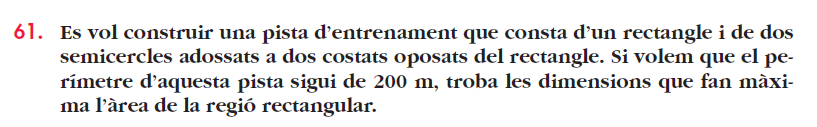 61. Es vol construir una pista d'entrenament que consta d'un rectangle i de dos
semicercles adossats a dos costats oposats del rectangle. Si volem que el pe-
rímetre d'aquesta pista sigui de 200 m, troba les dimensions que fan màxi-
ma l'àrea de la regió rectangular.